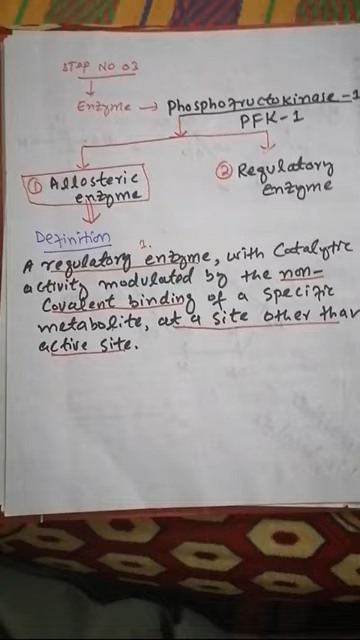 STEP NO 03
Enzyme → Phosphofructokinase-1
PFK-1
① Allosteric
enzyme
② Regulatory
enzyme
Definition
1.
A regulatory enzyme, with Catalytic
activity modulated by the non-
Covalent binding of a specific
metabolite, at a site other than
active site.